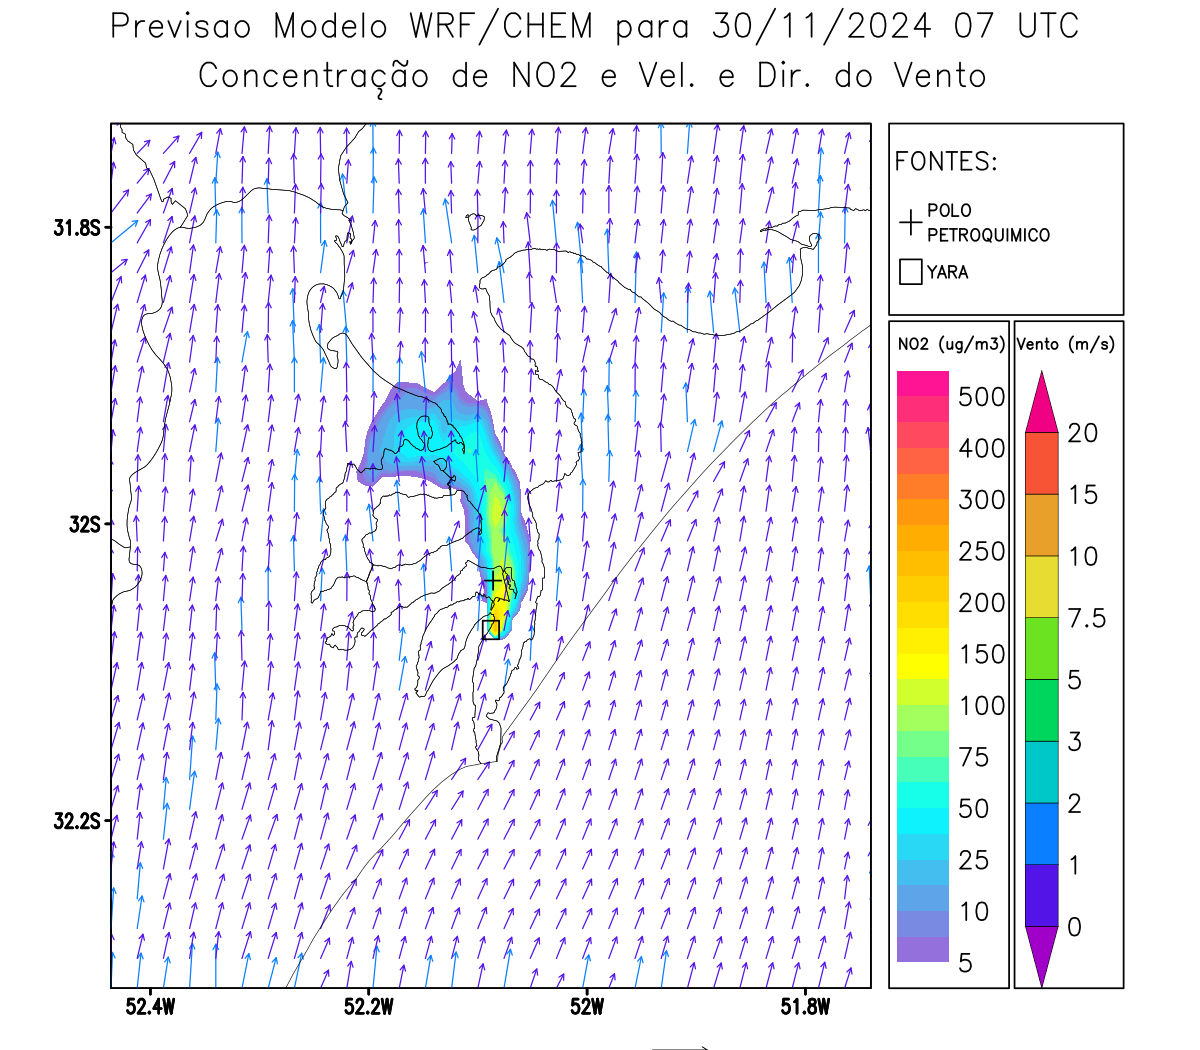 Previsao Modelo WRF/CHEM para 30/11/2024 07 UTC
Concentração de NO2 e Vel. e Dir. do Vento
FONTES:
POLO
PETROQUIMICO
YARA
31.8S
32S
32.2S
52.4W
52.2W
52W
51.8W
NO2 (ug/m3)
500
400
300
250
200
150
100
75
50
25
10
5
Vento (m/s)
20
15
10
7.5
5
3
2
1
0